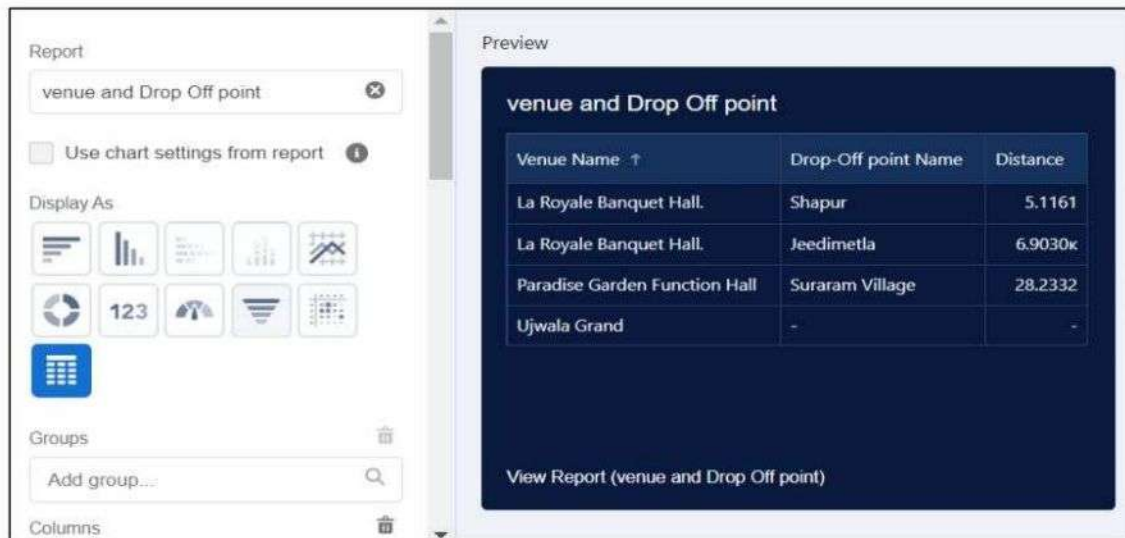 Report
venue and Drop Off point
Use chart settings from report
Display As
123
Groups
Add group...
Columns
Preview
venue and Drop Off point
Venue Name ↑ Drop-Off point Name Distance
La Royale Banquet Hall. Shapur 5.1161
La Royale Banquet Hall. Jeedimetla 6.9030K
Paradise Garden Function Hall Suraram Village 28.2332
Ujwala Grand - -
View Report (venue and Drop Off point)